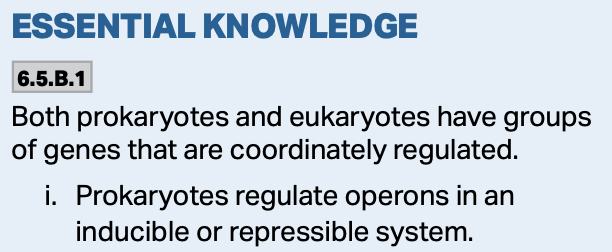 ESSENTIAL KNOWLEDGE
6.5.B.1
Both prokaryotes and eukaryotes have groups
of genes that are coordinately regulated.
i. Prokaryotes regulate operons in an
inducible or repressible system.